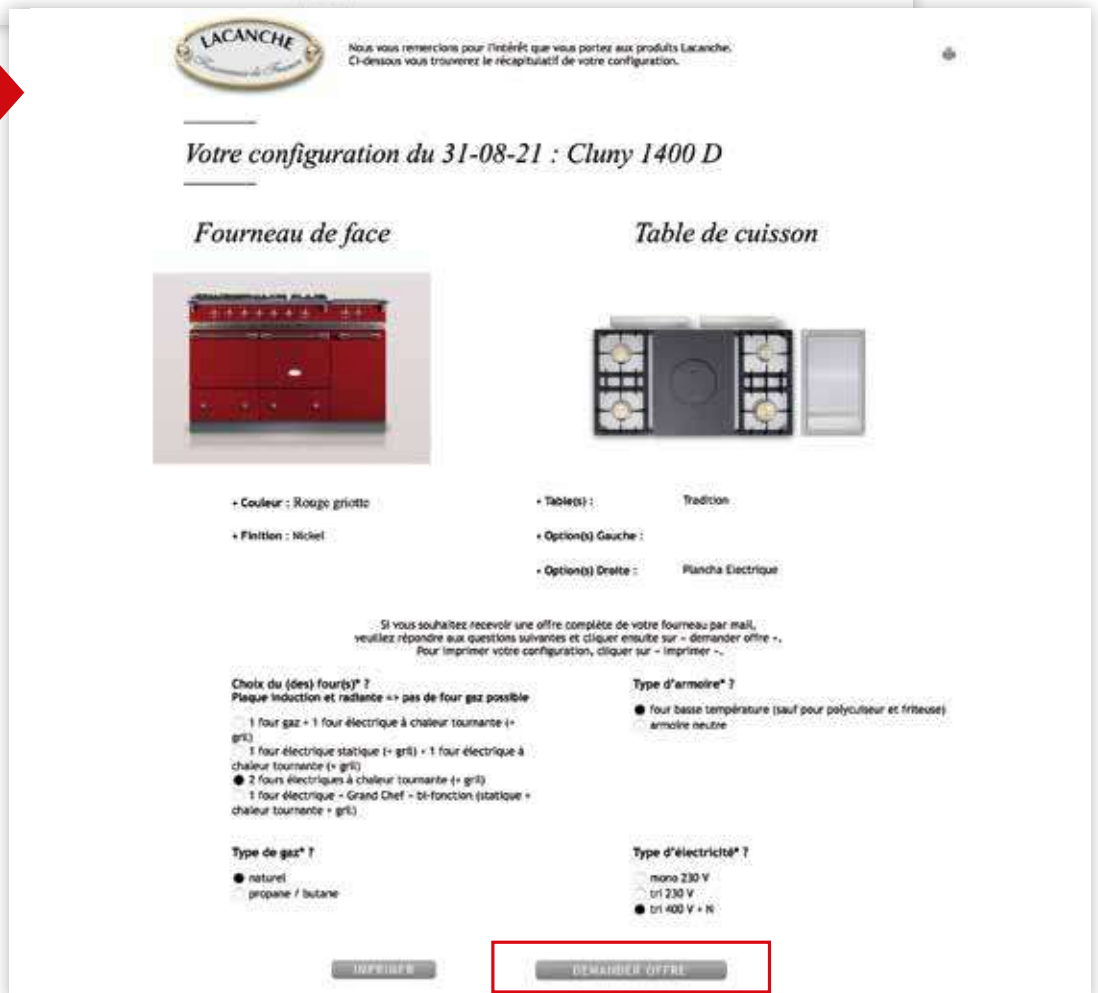 LACANCHE
Nous vous remercions pour l'intérêt que vous portez aux produits Lacanche.
Ci-dessous vous trouverez le récapitulatif de votre configuration.
Votre configuration du 31-08-21 : Cluny 1400 D
Fourneau de face
Table de cuisson
• Couleur : Rouge griotte
• Finition : Nickel
• Table(s) : Tradition
• Option(s) Gauche :
• Option(s) Droite : Plancha Electrique
Si vous souhaitez recevoir une offre complète de votre fourneau par mail,
veuillez répondre aux questions suivantes et cliquer ensuite sur « demander offre ».
Pour imprimer votre configuration, cliquer sur « imprimer ».
Choix du (des) four(s)* ?
Plaque induction et radiante => pas de four gaz possible
1 four gaz + 1 four électrique à chaleur tournante (+
gril)
1 four électrique statique (+ gril) + 1 four électrique à
chaleur tournante (+ gril)
2 fours électriques à chaleur tournante (+ gril)
1 four électrique « Grand Chef » bi-fonction (statique +
chaleur tournante + gril)
Type d'armoire* ?
four basse température (sauf pour polycuiseur et friteuse)
armoire neutre
Type de gaz* ?
naturel
propane / butane
Type d'électricité* ?
mono 230 V
tri 230 V
tri 400 V + N
IMPRIMER
DEMANDER OFFRE